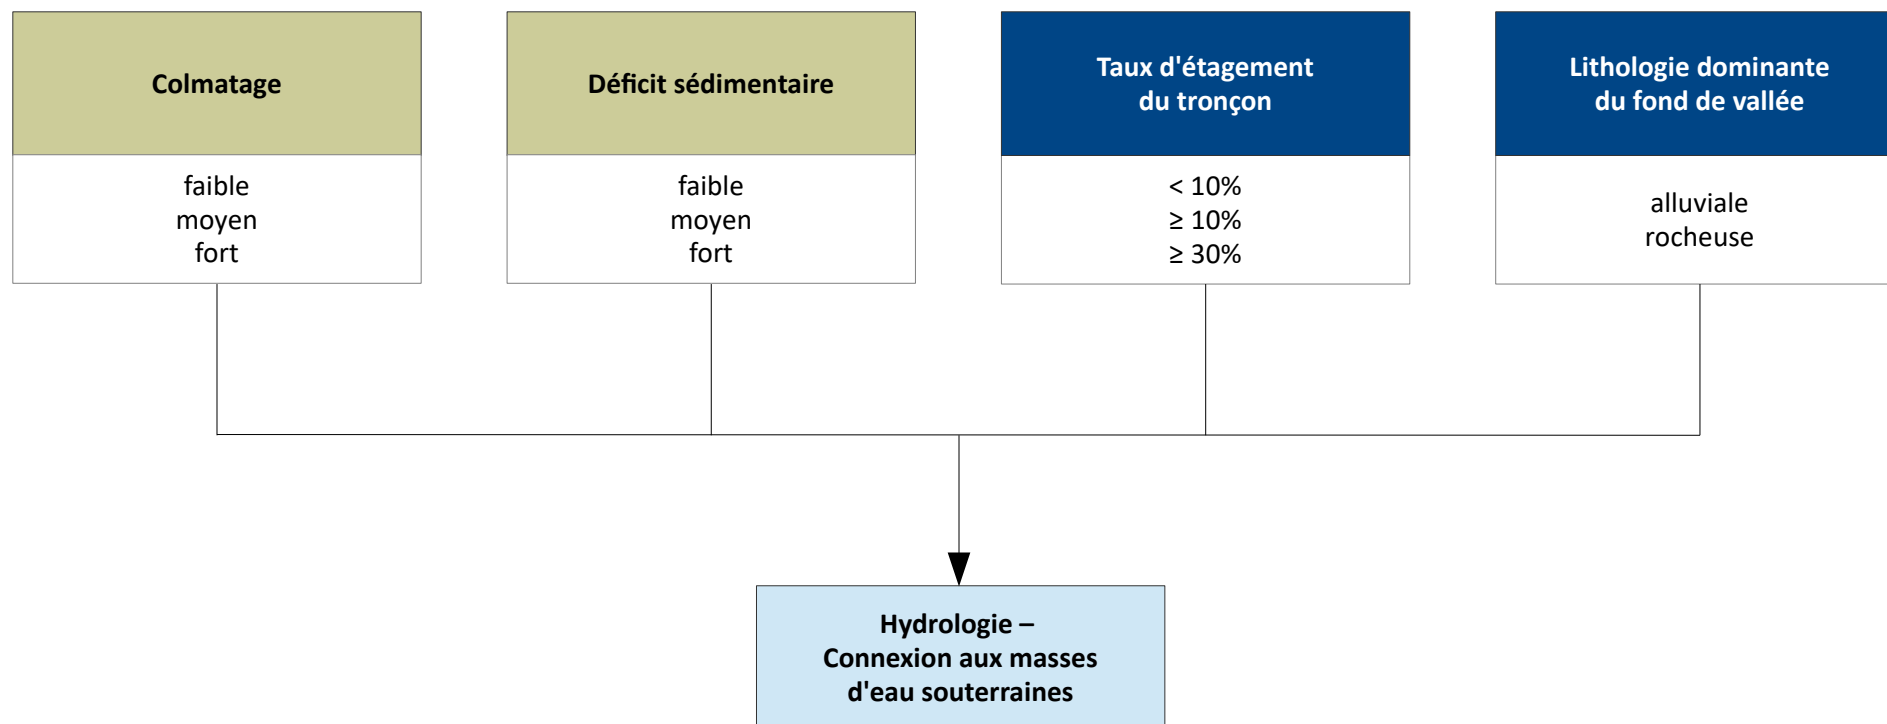 Colmatage
faible
moyen
fort
Déficit sédimentaire
faible
moyen
fort
Taux d'étagement
du tronçon
< 10%
≥ 10%
≥ 30%
Lithologie dominante
du fond de vallée
alluviale
rocheuse
Hydrologie –
Connexion aux masses
d'eau souterraines